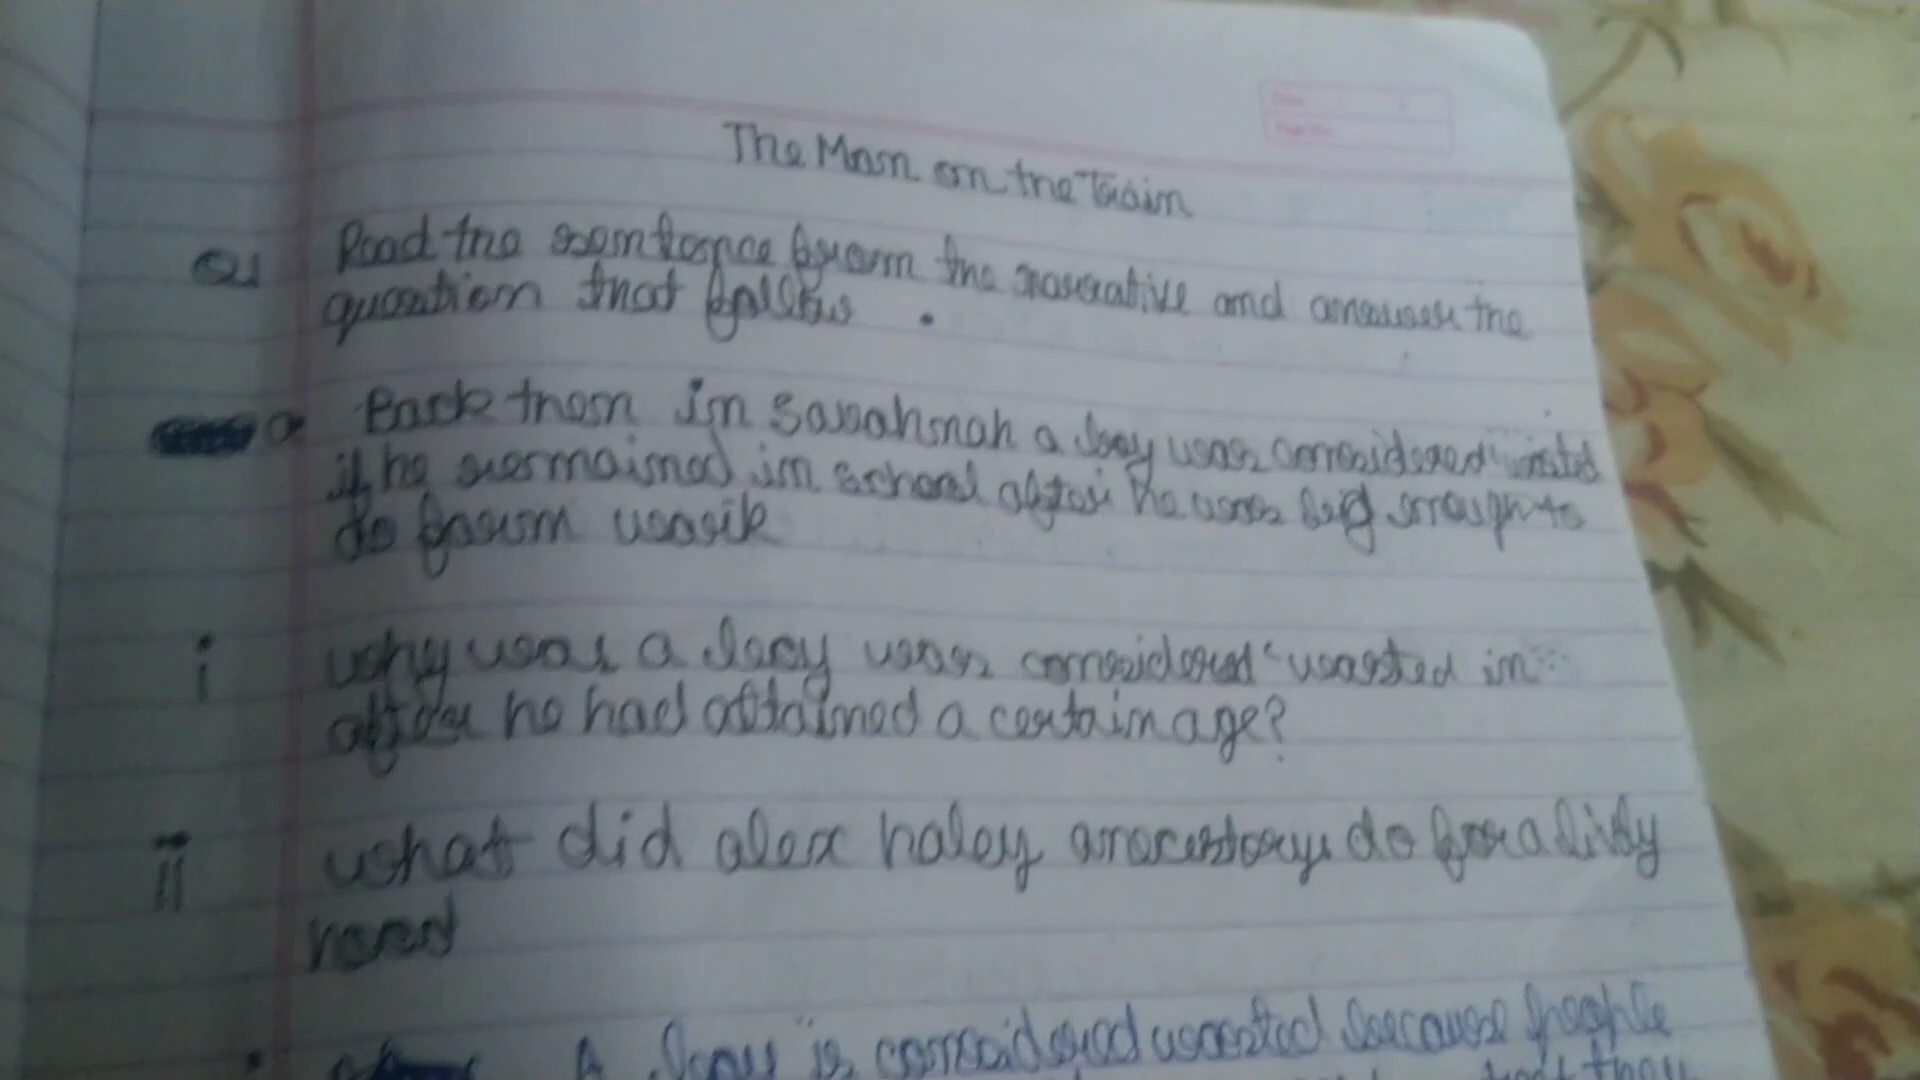 The Man on the Train
Q1 Read the sentence from the narrative and answer the
question that follows .
a Back then in Savahnah a boy was considered wasted
if he remained in school after he was big enough to
do farm work
i why was a boy was considered 'wasted in
after he had attained a certain age?
ii what did alex haley do for a
A boy is considered wasted because people
that they